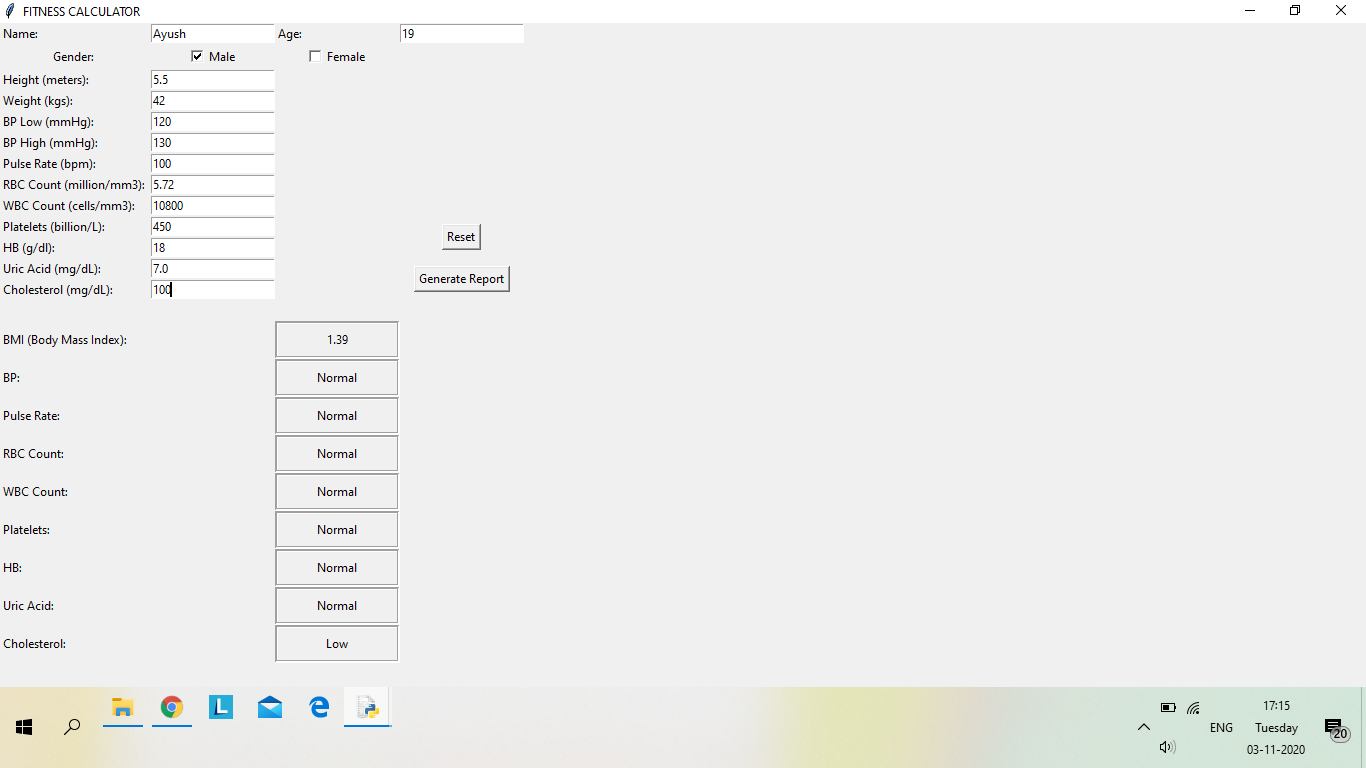 FITNESS CALCULATOR
Name: Ayush Age: 19
Gender: Male Female
Height (meters): 5.5
Weight (kgs): 42
BP Low (mmHg): 120
BP High (mmHg): 130
Pulse Rate (bpm): 100
RBC Count (million/mm3): 5.72
WBC Count (cells/mm3): 10800
Platelets (billion/L): 450
Reset
HB (g/dl): 18
Uric Acid (mg/dL): 7.0
Generate Report
Cholesterol (mg/dL): 100
BMI (Body Mass Index): 1.39
BP: Normal
Pulse Rate: Normal
RBC Count: Normal
WBC Count: Normal
Platelets: Normal
HB: Normal
Uric Acid: Normal
Cholesterol: Low
L
17:15
ENG Tuesday 20
03-11-2020